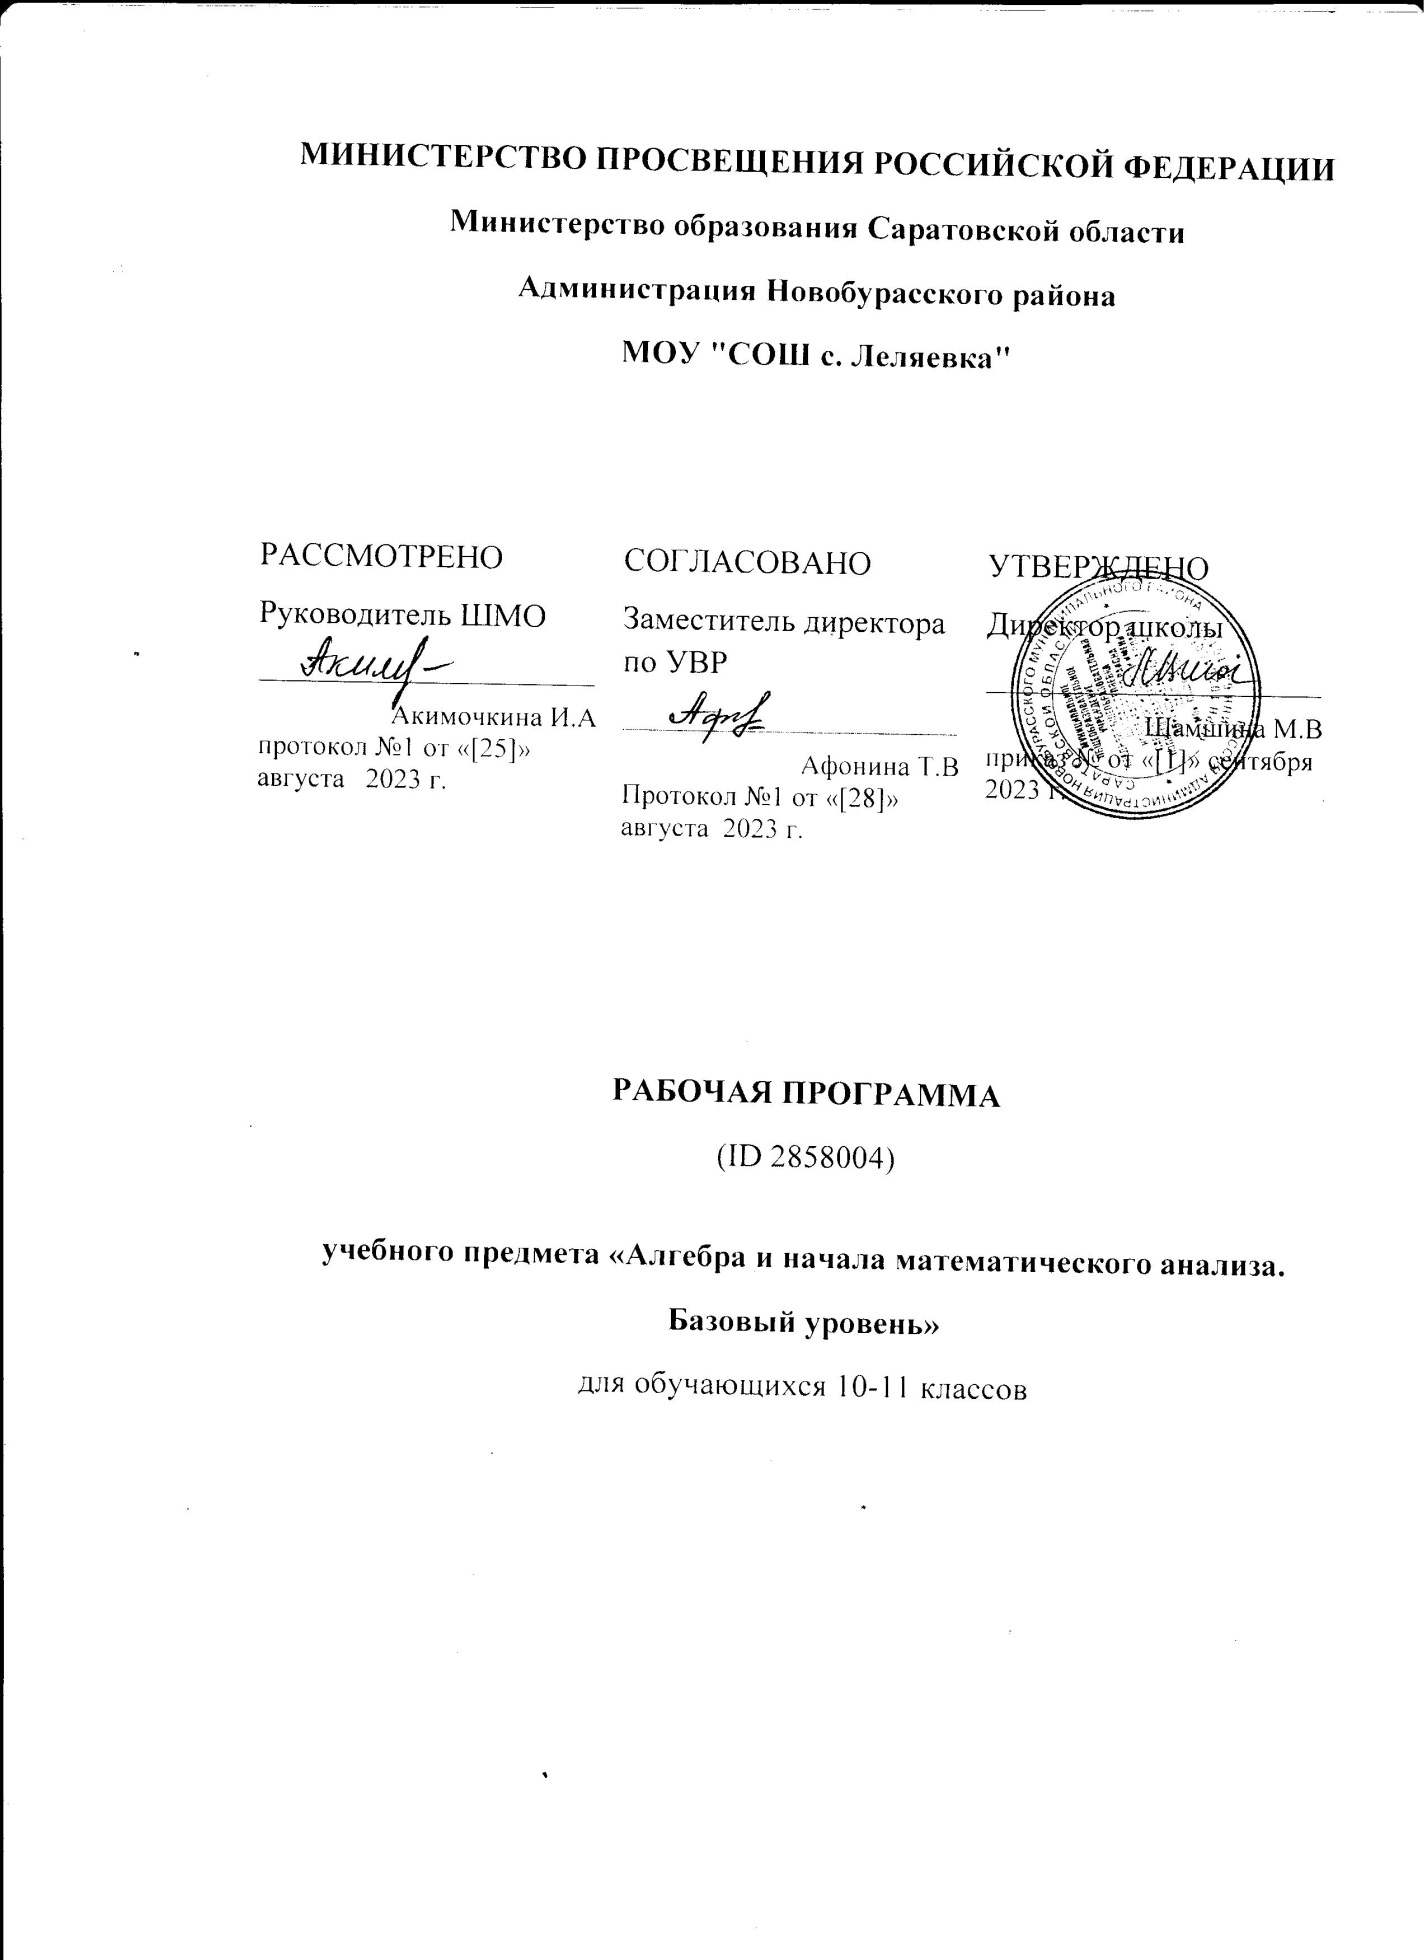 МИНИСТЕРСТВО ПРОСВЕЩЕНИЯ РОССИЙСКОЙ ФЕДЕРАЦИИ
Министерство образования Саратовской области
Администрация Новобурасского района
МОУ "СОШ с. Леляевка"
РАССМОТРЕНО
Руководитель ШМО
Акимочкина И.А
протокол №1 от «[25]»
августа 2023 г.
СОГЛАСОВАНО
Заместитель директора
по УВР
Афонина Т.В
Протокол №1 от «[28]»
августа 2023 г.
УТВЕРЖДЕНО
Директор школы
Шамшина М.В
приказ № от «[1]» сентября
2023 г.
РАБОЧАЯ ПРОГРАММА
(ID 2858004)
учебного предмета «Алгебра и начала математического анализа.
Базовый уровень»
для обучающихся 10-11 классов